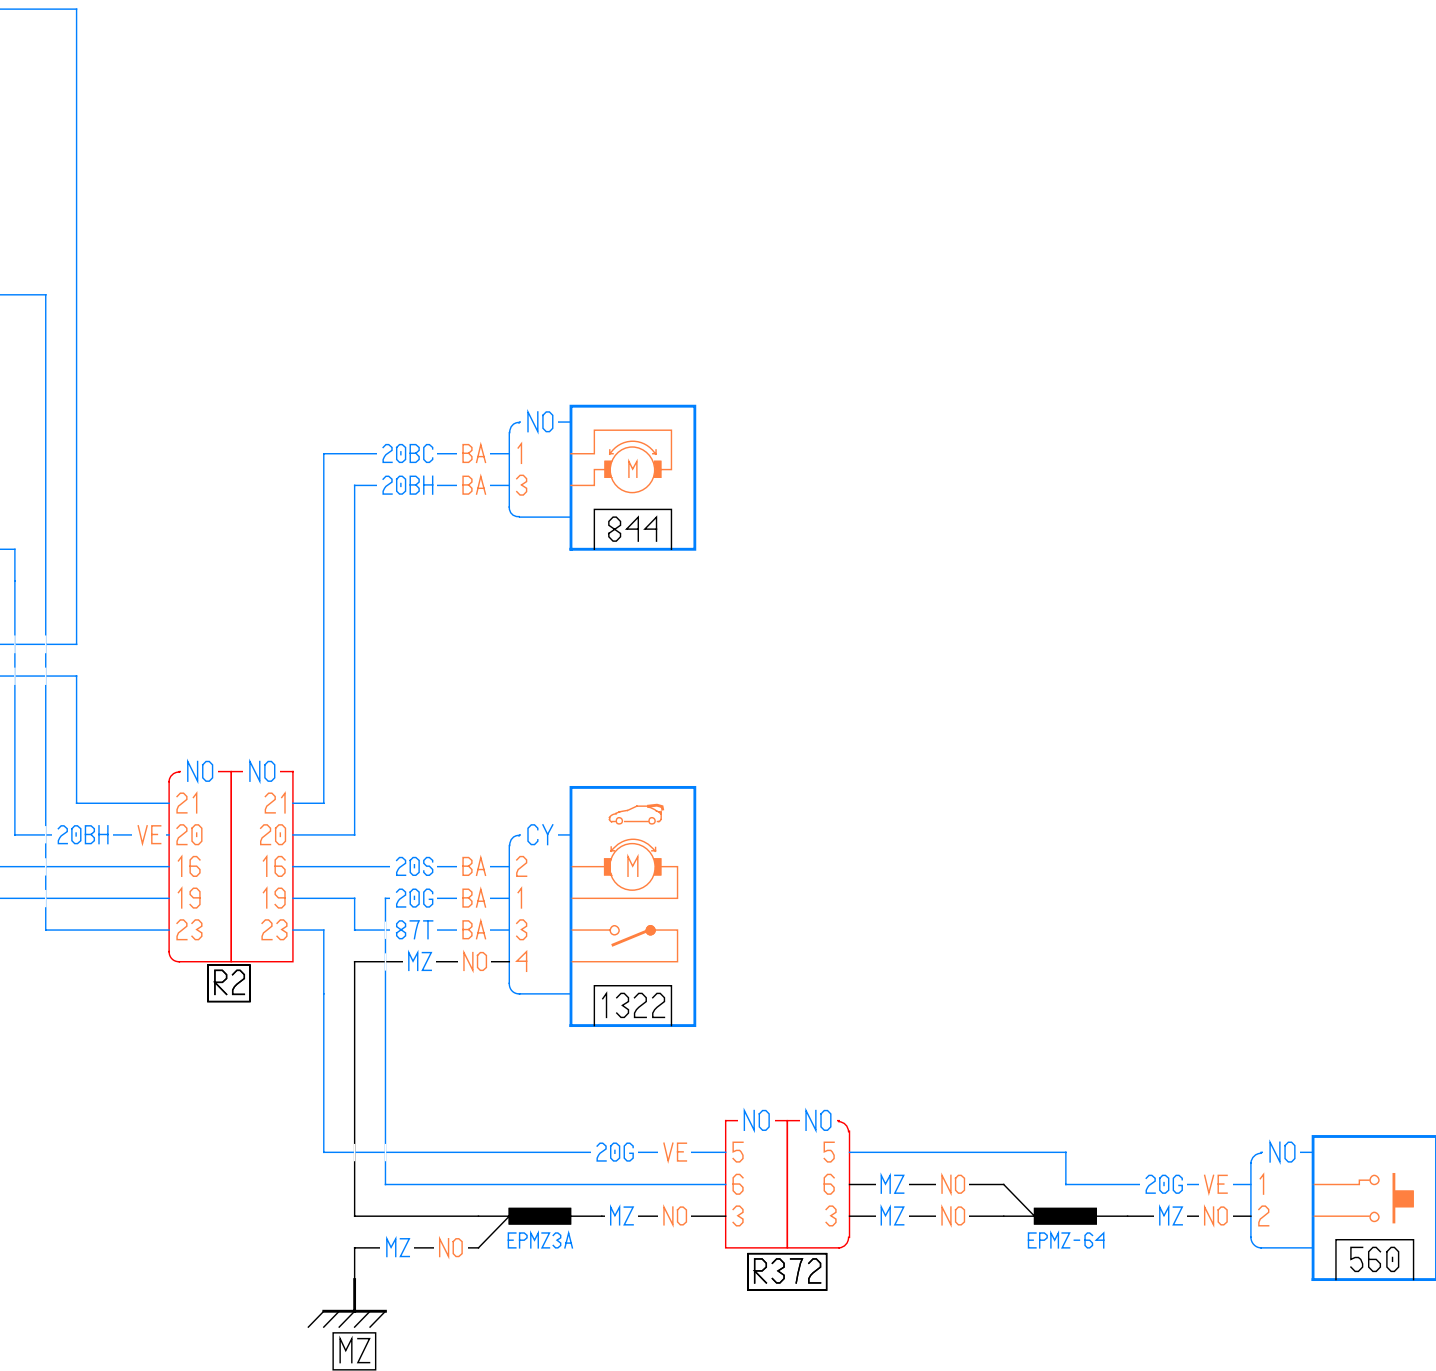 NO
20BC BA 1
20BH BA 3
M
844
NO NO
21 21
20BH VE 20 20
16 16
19 19
23 23
R2
CY
20S BA 2
20G BA 1
87T BA 3
MZ NO 4
M
1322
NO NO
20G VE 5 5
6 6 MZ NO
MZ NO 3 3 MZ NO
EPMZ3A
MZ NO
R372
MZ
EPMZ-64
NO
20G VE 1
MZ NO 2
560